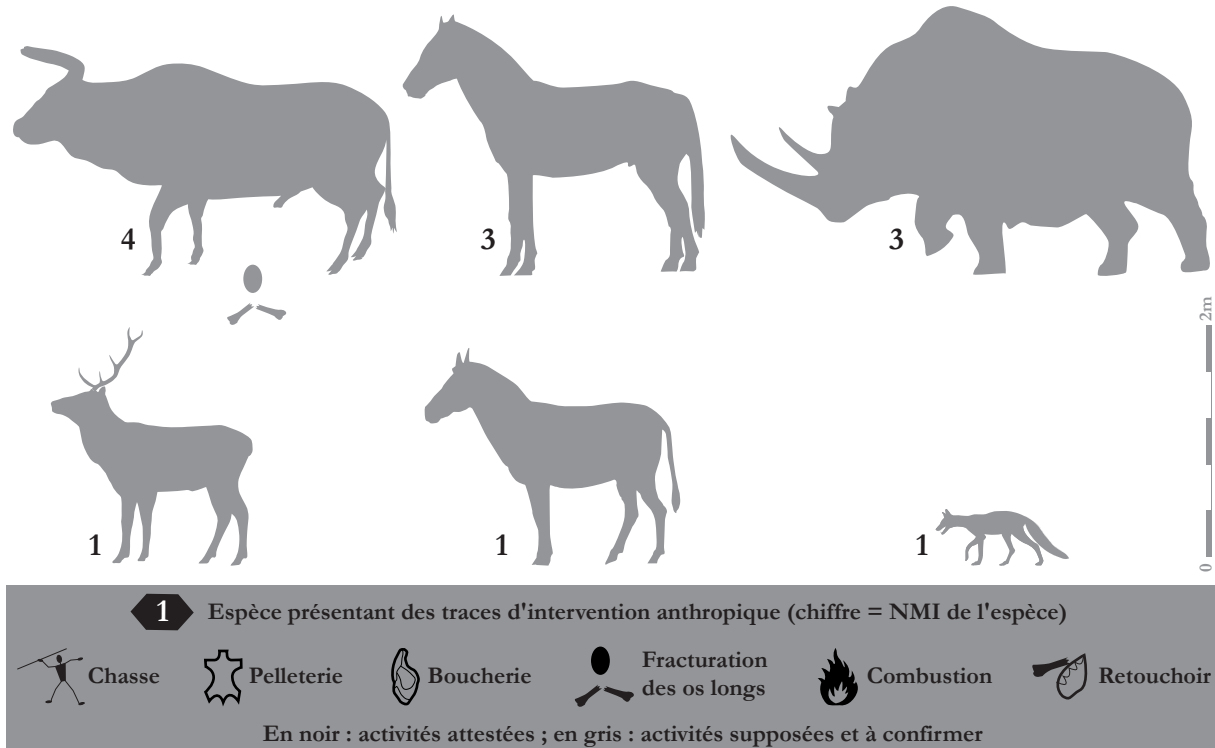 4
3
3
2m
1
1
1
0
1 Espèce présentant des traces d'intervention anthropique (chiffre = NMI de l'espèce)
Chasse
Pelleterie
Boucherie
Fracturation
des os longs
Combustion
Retouchoir
En noir : activités attestées ; en gris : activités supposées et à confirmer